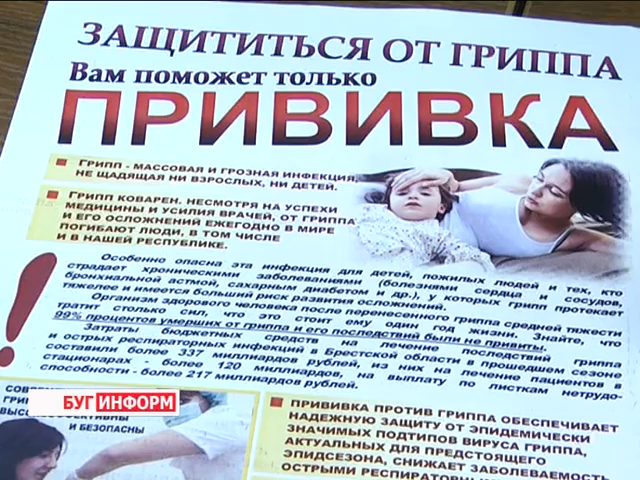 ЗАЩИТИТЬСЯ ОТ ГРИППА
Вам поможет только
ПРИВИВКА
ГРИПП - МАССОВАЯ И ГРОЗНАЯ ИНФЕКЦИЯ,
НЕ ЩАДЯЩАЯ НИ ВЗРОСЛЫХ, НИ ДЕТЕЙ.
ГРИПП КОВАРЕН. НЕСМОТРЯ НА УСПЕХИ
МЕДИЦИНЫ И УСИЛИЯ ВРАЧЕЙ, ОТ ГРИППА
И ЕГО ОСЛОЖНЕНИЙ ЕЖЕГОДНО В МИРЕ
ПОГИБАЮТ ЛЮДИ, В ТОМ ЧИСЛЕ
И В НАШЕЙ РЕСПУБЛИКЕ.
Особенно опасна эта инфекция для детей, пожилых людей и тех, кто
страдает хроническими заболеваниями (болезнями сердца и сосудов,
бронхиальной астмой, сахарным диабетом и др.), у которых грипп протекает
тяжелее и имеется больший риск развития осложнений.
Организм здорового человека после перенесенного гриппа средней тяжести
тратит столько сил, что это стоит ему один год жизни. Знайте, что
99% процентов умерших от гриппа и его последствий были не привиты.
Затраты бюджетных средств на лечение последствий гриппа
и острых респираторных инфекций в Брестской области в прошедшем сезоне
составили более 337 миллиардов рублей, из них на лечение пациентов в
стационарах - более 120 миллиардов, на выплату по листкам нетрудо-
способности - более 217 миллиардов рублей.
БУГ ИНФОРМ
И БЕЗОПАСНЫ
ПРИВИВКА ПРОТИВ ГРИППА ОБЕСПЕЧИВАЕТ
НАДЕЖНУЮ ЗАЩИТУ ОТ ЭПИДЕМИЧЕСКИ
ЗНАЧИМЫХ ПОДТИПОВ ВИРУСА ГРИППА,
АКТУАЛЬНЫХ ДЛЯ ПРЕДСТОЯЩЕГО
ЭПИДСЕЗОНА, СНИЖАЕТ ЗАБОЛЕВАЕМОСТЬ
ОСТРЫМИ